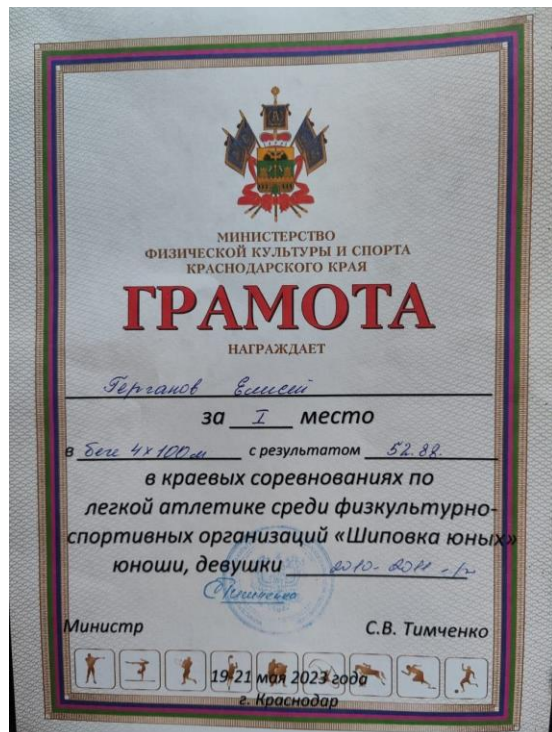 МИНИСТЕРСТВО
ФИЗИЧЕСКОЙ КУЛЬТУРЫ И СПОРТА
КРАСНОДАРСКОГО КРАЯ
ГРАМОТА
НАГРАЖДАЕТ
Герганов Елисей
за I место
в беге 4х100м с результатом 52.88.
в краевых соревнованиях по
легкой атлетике среди физкультурно-
спортивных организаций «Шиповка юных»
юноши, девушки 2010-2011 г.р
Министр С.В. Тимченко
19-21 мая 2023 года
г. Краснодар